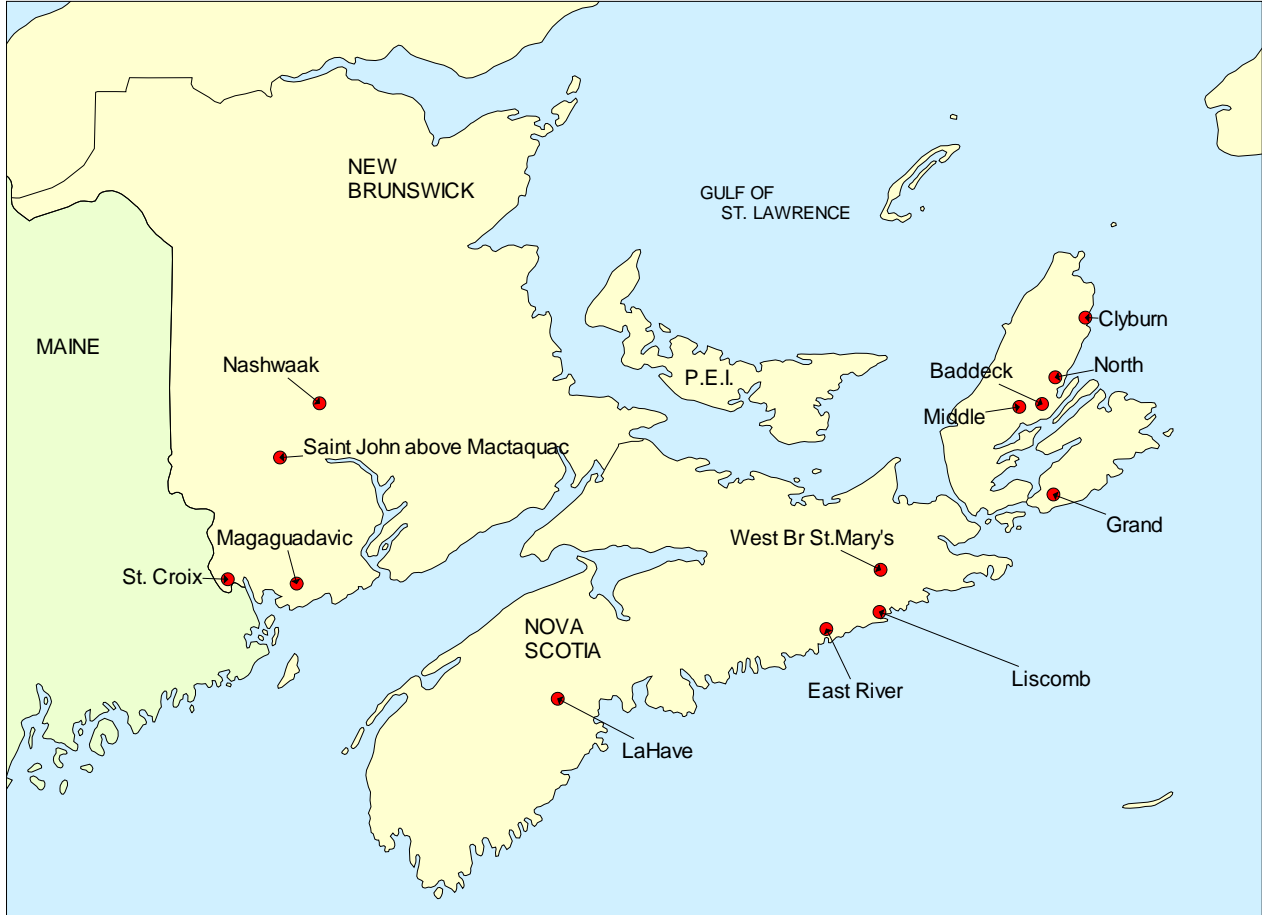 NEW
BRUNSWICK
GULF OF
ST. LAWRENCE
MAINE
Clyburn
Nashwaak
P.E.I.
Baddeck
North
Middle
Saint John above Mactaquac
Grand
Magaguadavic
West Br St.Mary's
St. Croix
NOVA
SCOTIA
Liscomb
East River
LaHave